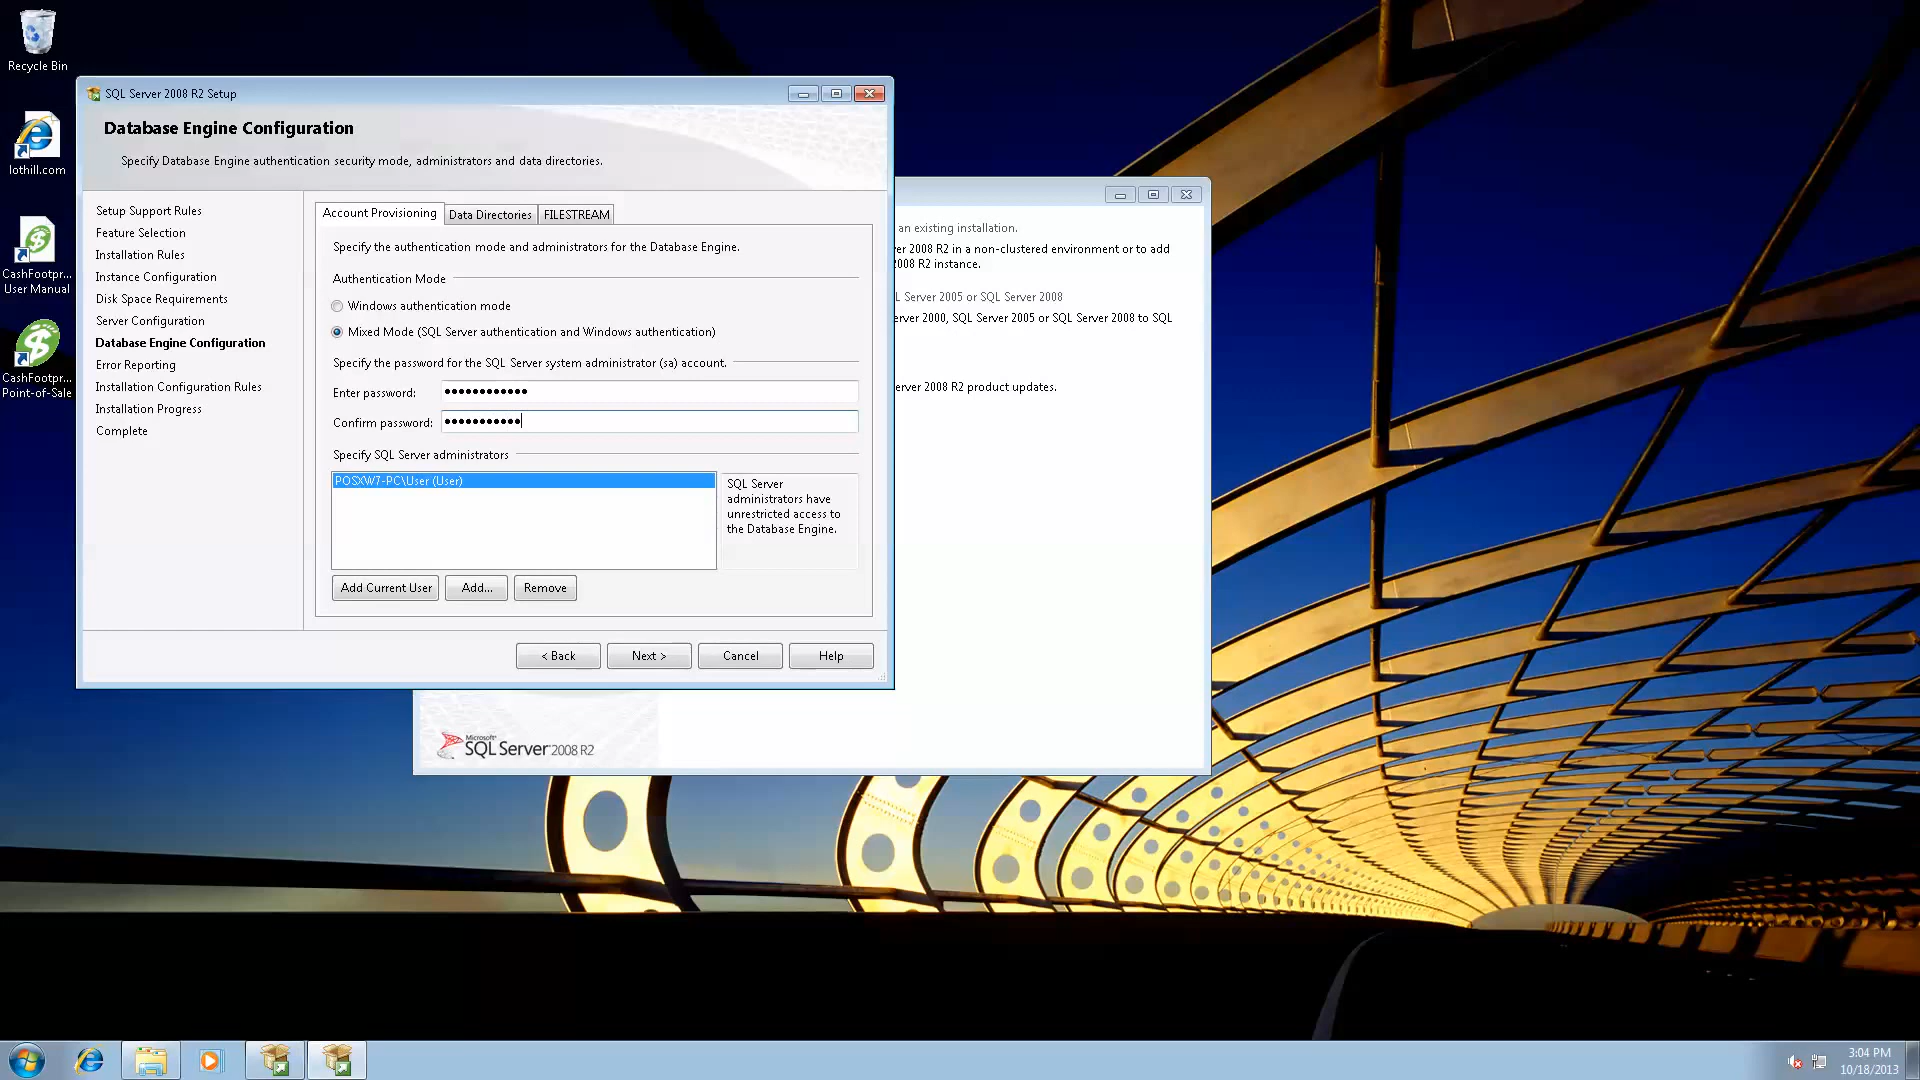 Recycle Bin
lothill.com
CashFootpr...
User Manual
CashFootpr...
Point-of-Sale
SQL Server 2008 R2 Setup
Database Engine Configuration
Specify Database Engine authentication security mode, administrators and data directories.
Setup Support Rules
Feature Selection
Installation Rules
Instance Configuration
Disk Space Requirements
Server Configuration
Database Engine Configuration
Error Reporting
Installation Configuration Rules
Installation Progress
Complete
Account Provisioning
Data Directories
FILESTREAM
Specify the authentication mode and administrators for the Database Engine.
Authentication Mode
Windows authentication mode
Mixed Mode (SQL Server authentication and Windows authentication)
Specify the password for the SQL Server system administrator (sa) account.
Enter password: ●●●●●●●●●●●●
Confirm password: ●●●●●●●●●●●
Specify SQL Server administrators
POSXW7-PC\User (User)
SQL Server
administrators have
unrestricted access to
the Database Engine.
Add Current User
Add...
Remove
< Back
Next >
Cancel
Help
an existing installation.
2008 R2 in a non-clustered environment or to add
2008 R2 instance.
Server 2005 or SQL Server 2008
2000, SQL Server 2005 or SQL Server 2008 to SQL
2008 R2 product updates.
Microsoft
SQL Server 2008 R2
3:04 PM
10/18/2013